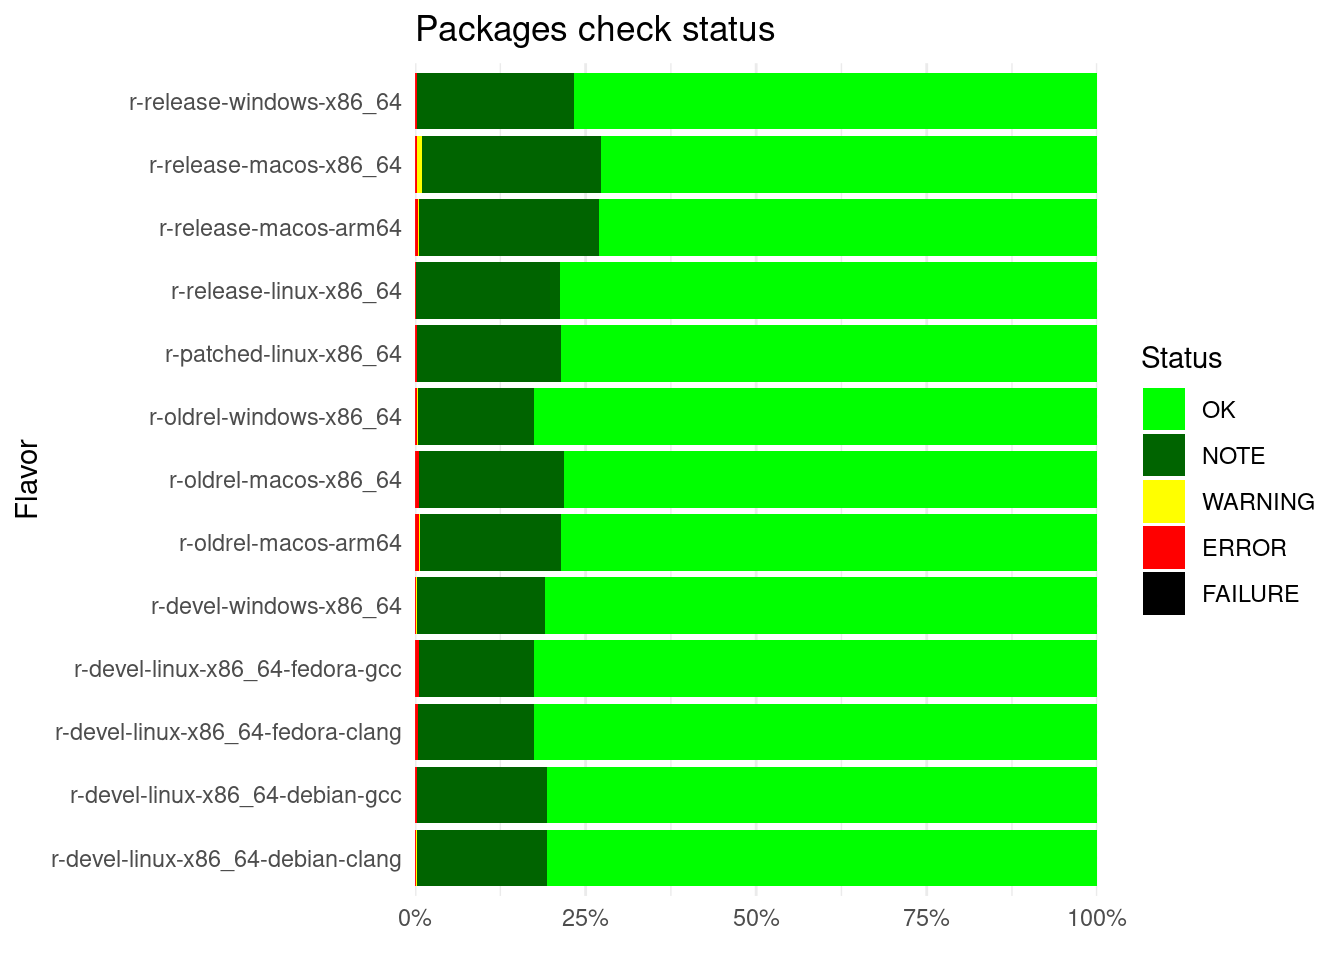 Packages check status
Flavor
r-release-windows-x86_64
r-release-macos-x86_64
r-release-macos-arm64
r-release-linux-x86_64
r-patched-linux-x86_64
r-oldrel-windows-x86_64
r-oldrel-macos-x86_64
r-oldrel-macos-arm64
r-devel-windows-x86_64
r-devel-linux-x86_64-fedora-gcc
r-devel-linux-x86_64-fedora-clang
r-devel-linux-x86_64-debian-gcc
r-devel-linux-x86_64-debian-clang
0% 25% 50% 75% 100%
Status
OK
NOTE
WARNING
ERROR
FAILURE